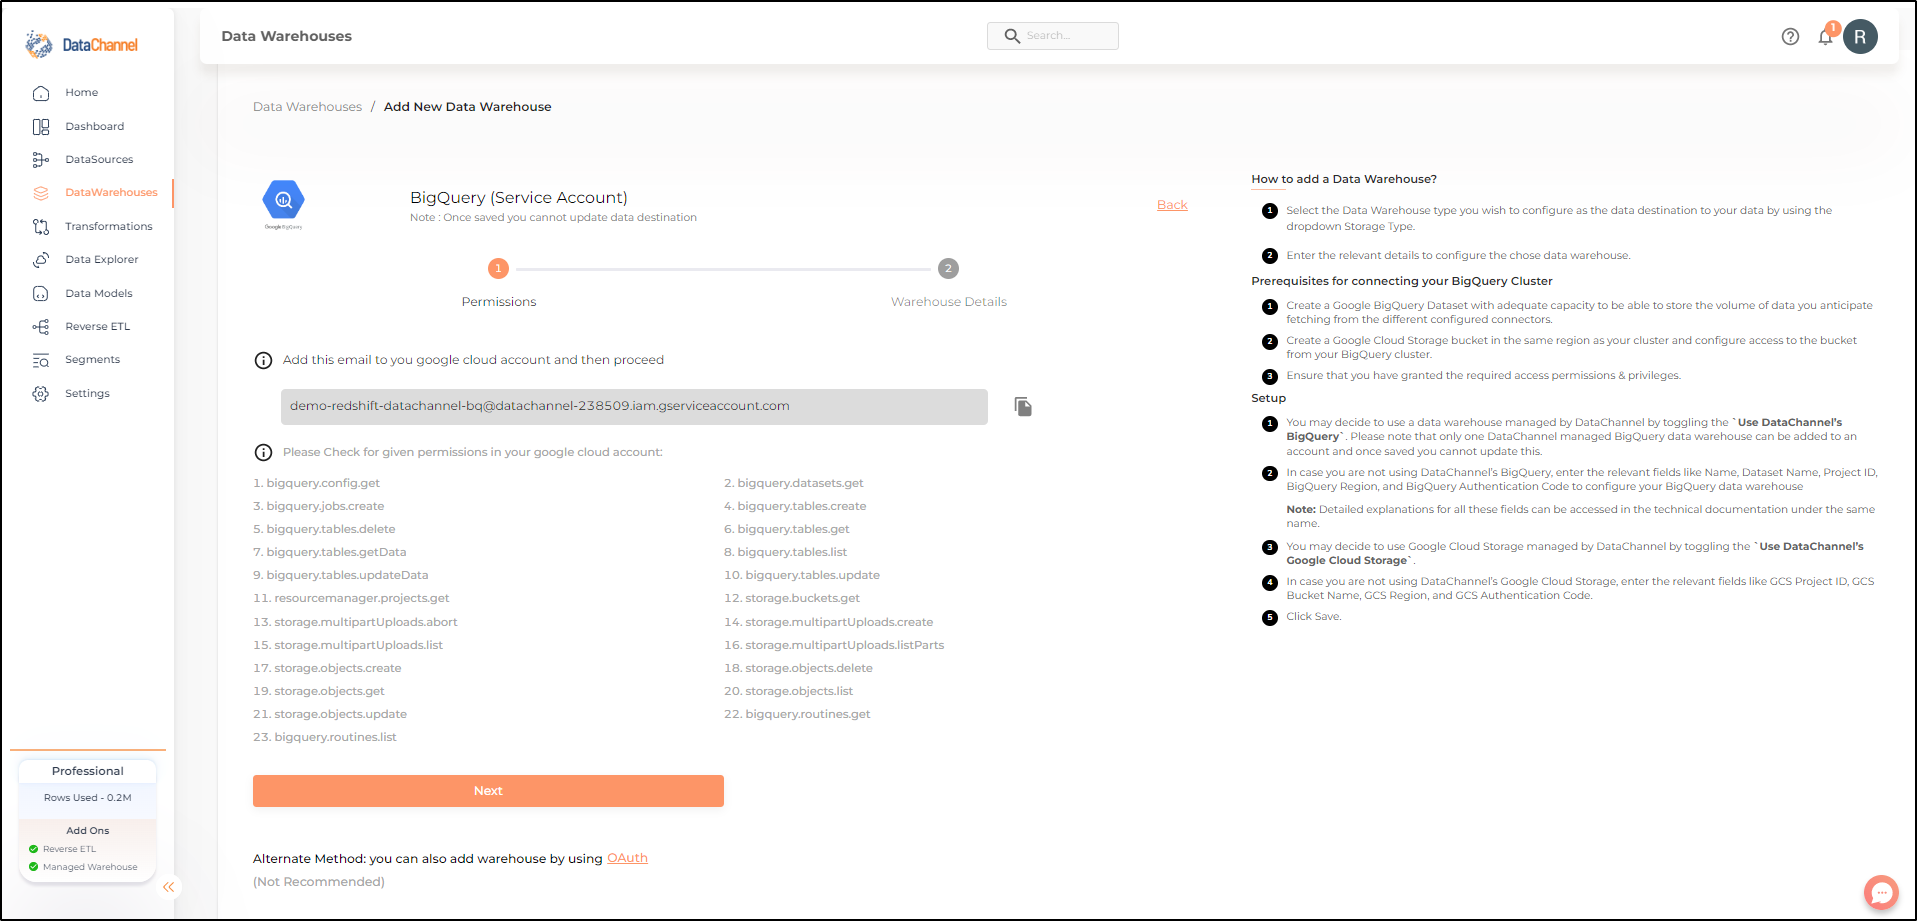 DataChannel
Data Warehouses
Search...
1
R
Home
Dashboard
DataSources
DataWarehouses
Transformations
Data Explorer
Data Models
Reverse ETL
Segments
Settings
Professional
Rows Used - 0.2M
Add Ons
Reverse ETL
Managed Warehouse
Data Warehouses / Add New Data Warehouse
Google BigQuery
BigQuery (Service Account)
Note : Once saved you cannot update data destination
Back
1
2
Permissions
Warehouse Details
Add this email to you google cloud account and then proceed
demo-redshift-datachannel-bq@datachannel-238509.iam.gserviceaccount.com
Please Check for given permissions in your google cloud account:
1. bigquery.config.get
2. bigquery.datasets.get
3. bigquery.jobs.create
4. bigquery.tables.create
5. bigquery.tables.delete
6. bigquery.tables.get
7. bigquery.tables.getData
8. bigquery.tables.list
9. bigquery.tables.updateData
10. bigquery.tables.update
11. resourcemanager.projects.get
12. storage.buckets.get
13. storage.multipartUploads.abort
14. storage.multipartUploads.create
15. storage.multipartUploads.list
16. storage.multipartUploads.listParts
17. storage.objects.create
18. storage.objects.delete
19. storage.objects.get
20. storage.objects.list
21. storage.objects.update
22. bigquery.routines.get
23. bigquery.routines.list
Next
Alternate Method: you can also add warehouse by using OAuth
(Not Recommended)
How to add a Data Warehouse?
1 Select the Data Warehouse type you wish to configure as the data destination to your data by using the
dropdown Storage Type.
2 Enter the relevant details to configure the chose data warehouse.
Prerequisites for connecting your BigQuery Cluster
1 Create a Google BigQuery Dataset with adequate capacity to be able to store the volume of data you anticipate
fetching from the different configured connectors.
2 Create a Google Cloud Storage bucket in the same region as your cluster and configure access to the bucket
from your BigQuery cluster.
3 Ensure that you have granted the required access permissions & privileges.
Setup
1 You may decide to use a data warehouse managed by DataChannel by toggling the `Use DataChannel's
BigQuery`. Please note that only one DataChannel managed BigQuery data warehouse can be added to an
account and once saved you cannot update this.
2 In case you are not using DataChannel's BigQuery, enter the relevant fields like Name, Dataset Name, Project ID,
BigQuery Region, and BigQuery Authentication Code to configure your BigQuery data warehouse
Note: Detailed explanations for all these fields can be accessed in the technical documentation under the same
name.
3 You may decide to use Google Cloud Storage managed by DataChannel by toggling the `Use DataChannel's
Google Cloud Storage`.
4 In case you are not using DataChannel's Google Cloud Storage, enter the relevant fields like GCS Project ID, GCS
Bucket Name, GCS Region, and GCS Authentication Code.
5 Click Save.